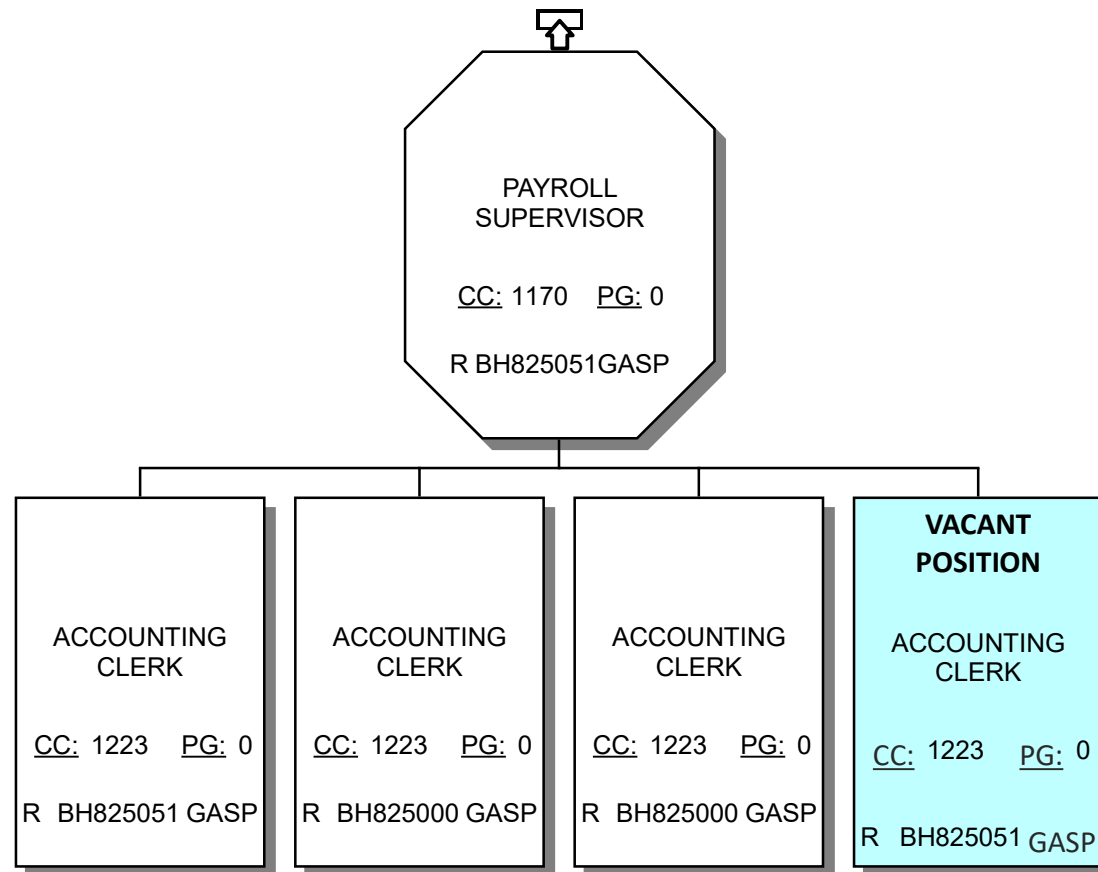 PAYROLL
SUPERVISOR
CC: 1170 PG: 0
R BH825051GASP
ACCOUNTING
CLERK
CC: 1223 PG: 0
R BH825051 GASP
ACCOUNTING
CLERK
CC: 1223 PG: 0
R BH825000 GASP
ACCOUNTING
CLERK
CC: 1223 PG: 0
R BH825000 GASP
VACANT
POSITION
ACCOUNTING
CLERK
CC: 1223 PG: 0
R BH825051 GASP